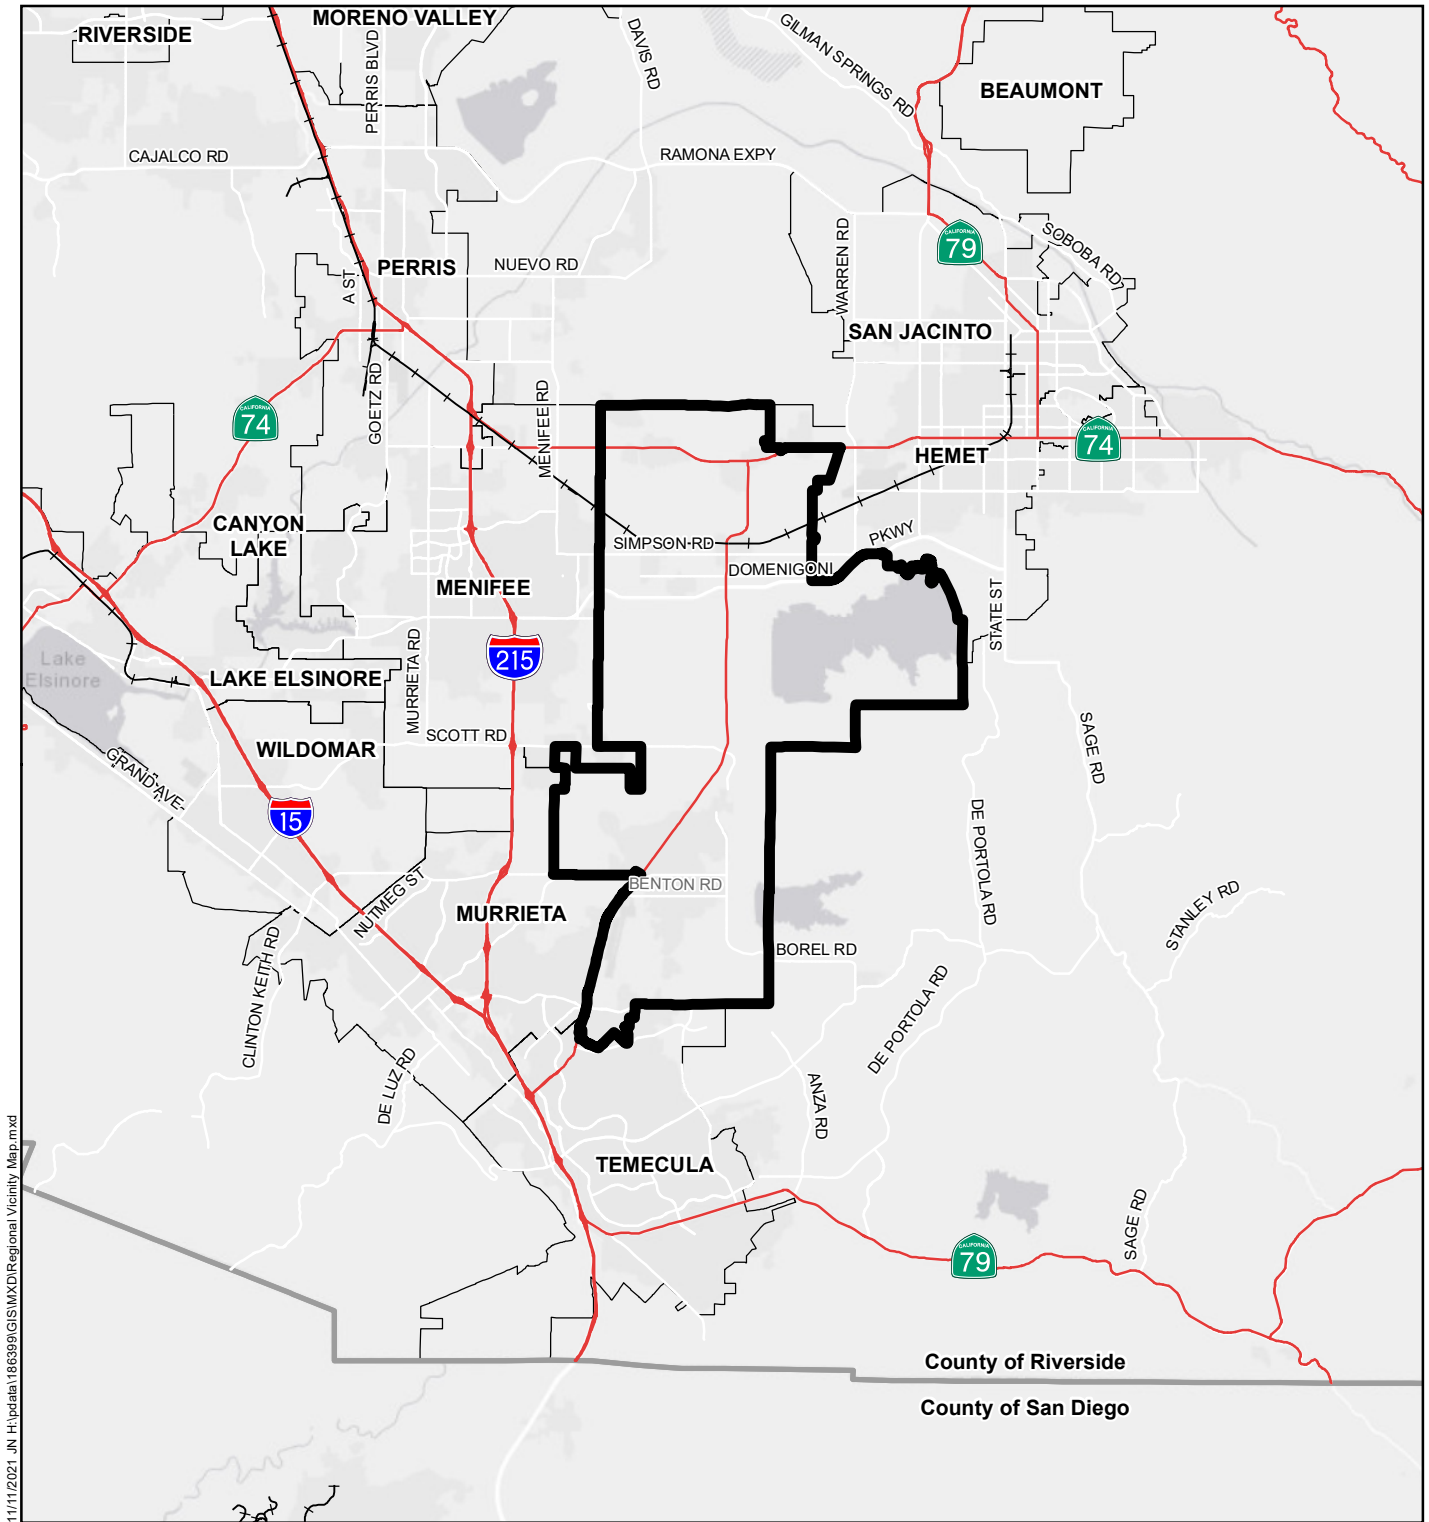 MORENO VALLEY
RIVERSIDE
PERRIS BLVD
DAVIS RD
GILMAN SPRINGS RD
BEAUMONT
CAJALCO RD
RAMONA EXPY
WARREN RD
CALIFORNIA
79
SOBOBA RD
PERRIS
NUEVO RD
A ST
SAN JACINTO
GOETZ RD
MENIFEE RD
CALIFORNIA
74
CALIFORNIA
74
HEMET
CANYON
LAKE
SIMPSON RD
PKWY
DOMENIGONI
MENIFEE
STATE ST
MURRIETA RD
215
Lake
Elsinore
LAKE ELSINORE
SCOTT RD
SAGE RD
WILDOMAR
GRAND AVE
15
DE PORTOLA RD
BENTON RD
NUTMEG ST
MURRIETA
STANLEY RD
BOREL RD
CLINTON KEITH RD
DE PORTOLA RD
DE LUZ RD
ANZA RD
TEMECULA
SAGE RD
CALIFORNIA
79
County of Riverside
County of San Diego
11/11/2021 JN H:\pdata\186399\GIS\MXD\Regional Vicinity Map.mxd